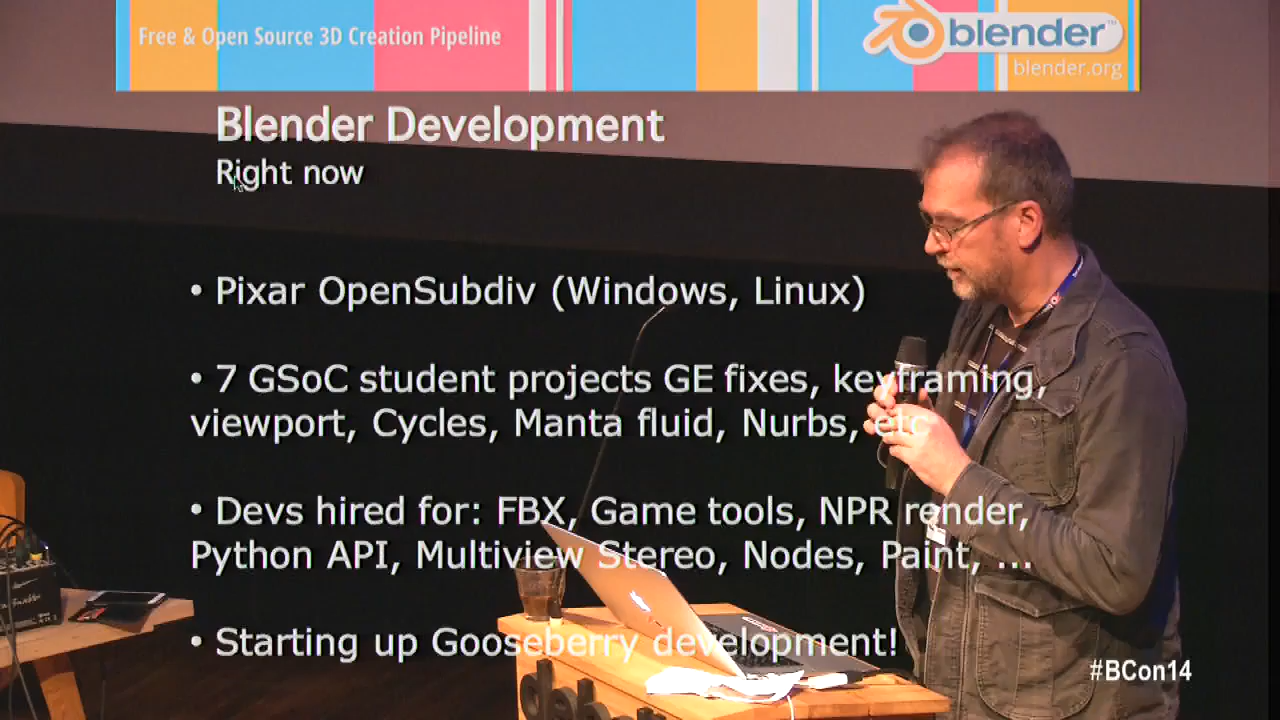 Free & Open Source 3D Creation Pipeline
blender™
blender.org
Blender Development
Right now
• Pixar OpenSubdiv (Windows, Linux)
• 7 GSoC student projects GE fixes, keyframing,
viewport, Cycles, Manta fluid, Nurbs, etc
• Devs hired for: FBX, Game tools, NPR render,
Python API, Multiview Stereo, Nodes, Paint, ...
• Starting up Gooseberry development!
#BCon14